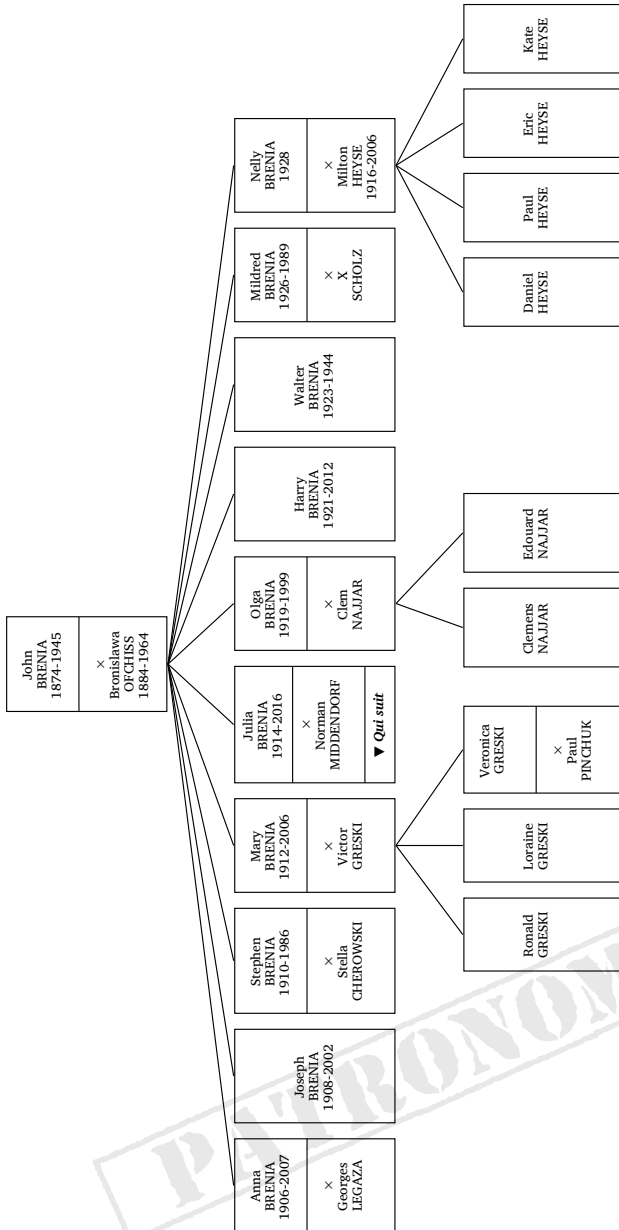 John
BRENIA
1874-1945
×
Bronislawa
OFCHISS
1884-1964
Anna
BRENIA
1906-2007
×
Georges
LEGAZA
Joseph
BRENIA
1908-2002
Stephen
BRENIA
1910-1986
×
Stella
CHEROWSKI
Mary
BRENIA
1912-2006
×
Victor
GRESKI
Julia
BRENIA
1914-2016
×
Norman
MIDDENDORF
▼ Qui suit
Olga
BRENIA
1919-1999
×
Clem
NAJJAR
Harry
BRENIA
1921-2012
Walter
BRENIA
1923-1944
Mildred
BRENIA
1926-1989
×
X
SCHOLZ
Nelly
BRENIA
1928
×
Milton
HEYSE
1916-2006
Ronald
GRESKI
Loraine
GRESKI
Veronica
GRESKI
×
Paul
PINCHUK
Clemens
NAJJAR
Edouard
NAJJAR
Daniel
HEYSE
Paul
HEYSE
Eric
HEYSE
Kate
HEYSE
PATRONOM